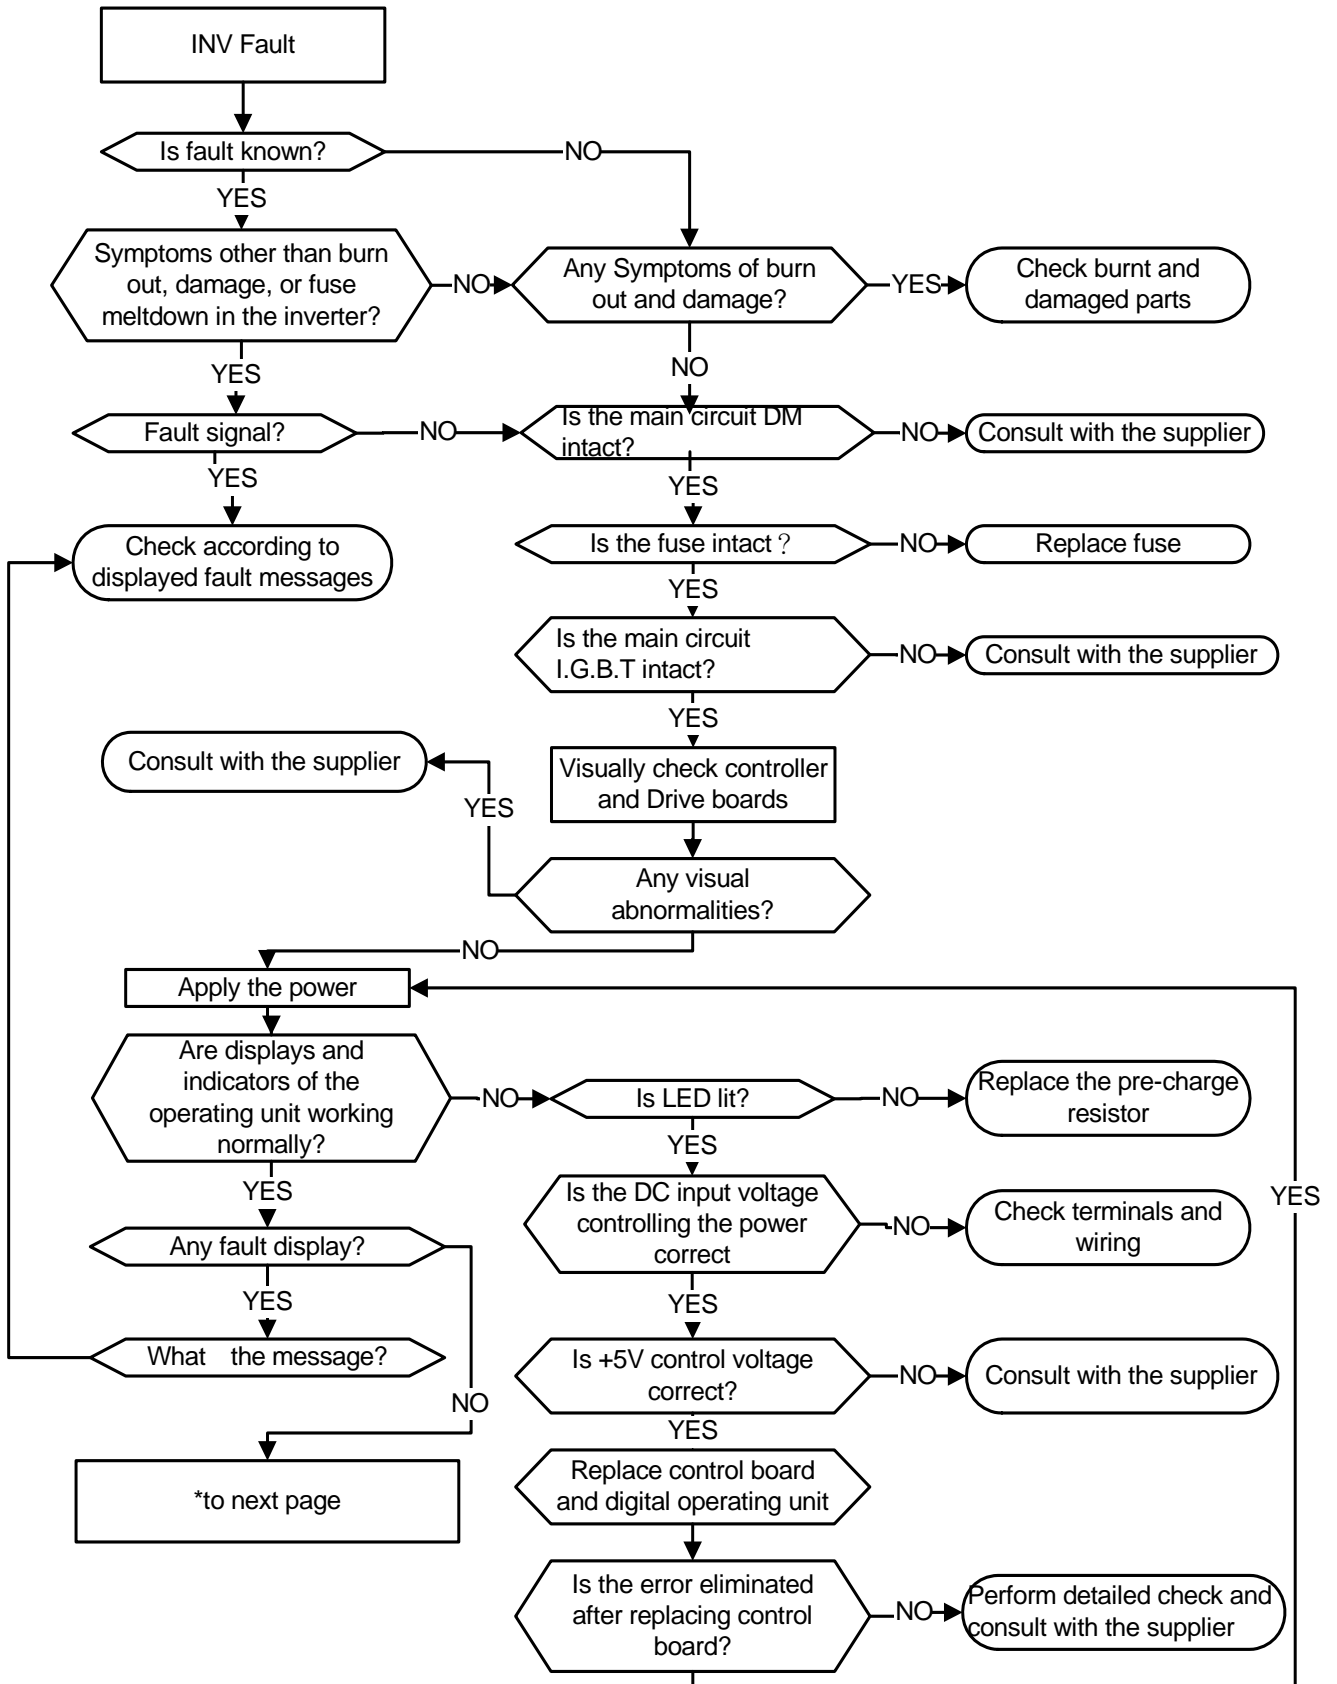 INV Fault
Is fault known?
NO
YES
Symptoms other than burn
out, damage, or fuse
meltdown in the inverter?
NO
Any Symptoms of burn
out and damage?
YES
Check burnt and
damaged parts
YES
NO
Fault signal?
NO
Is the main circuit DM
intact?
NO
Consult with the supplier
YES
YES
Check according to
displayed fault messages
Is the fuse intact？
NO
Replace fuse
YES
Is the main circuit
I.G.B.T intact?
NO
Consult with the supplier
YES
Consult with the supplier
YES
Visually check controller
and Drive boards
Any visual
abnormalities?
NO
Apply the power
Are displays and
indicators of the
operating unit working
normally?
NO
Is LED lit?
NO
Replace the pre-charge
resistor
YES
YES
Is the DC input voltage
controlling the power
correct
NO
Check terminals and
wiring
YES
Any fault display?
YES
YES
What the message?
Is +5V control voltage
correct?
NO
Consult with the supplier
NO
YES
*to next page
Replace control board
and digital operating unit
Is the error eliminated
after replacing control
board?
NO
Perform detailed check and
consult with the supplier